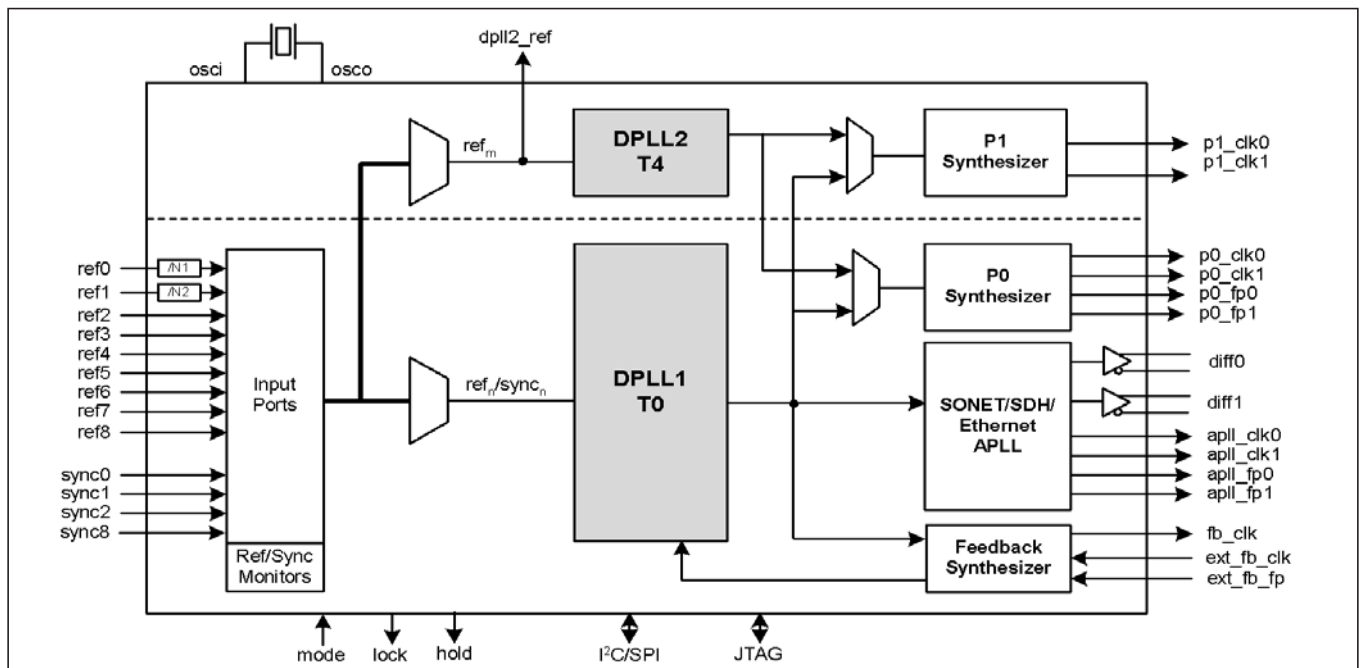 dpll2_ref
osci
osco
DPLL2
T4
ref_m
P1
Synthesizer
p1_clk0
p1_clk1
ref0
/N1
ref1
/N2
ref2
ref3
ref4
ref5
ref6
ref7
ref8
sync0
sync1
sync2
sync8
Input
Ports
Ref/Sync
Monitors
ref_n/sync_n
DPLL1
T0
P0
Synthesizer
p0_clk0
p0_clk1
p0_fp0
p0_fp1
SONET/SDH/
Ethernet
APLL
diff0
diff1
apll_clk0
apll_clk1
apll_fp0
apll_fp1
Feedback
Synthesizer
fb_clk
ext_fb_clk
ext_fb_fp
mode
lock
hold
I²C/SPI
JTAG